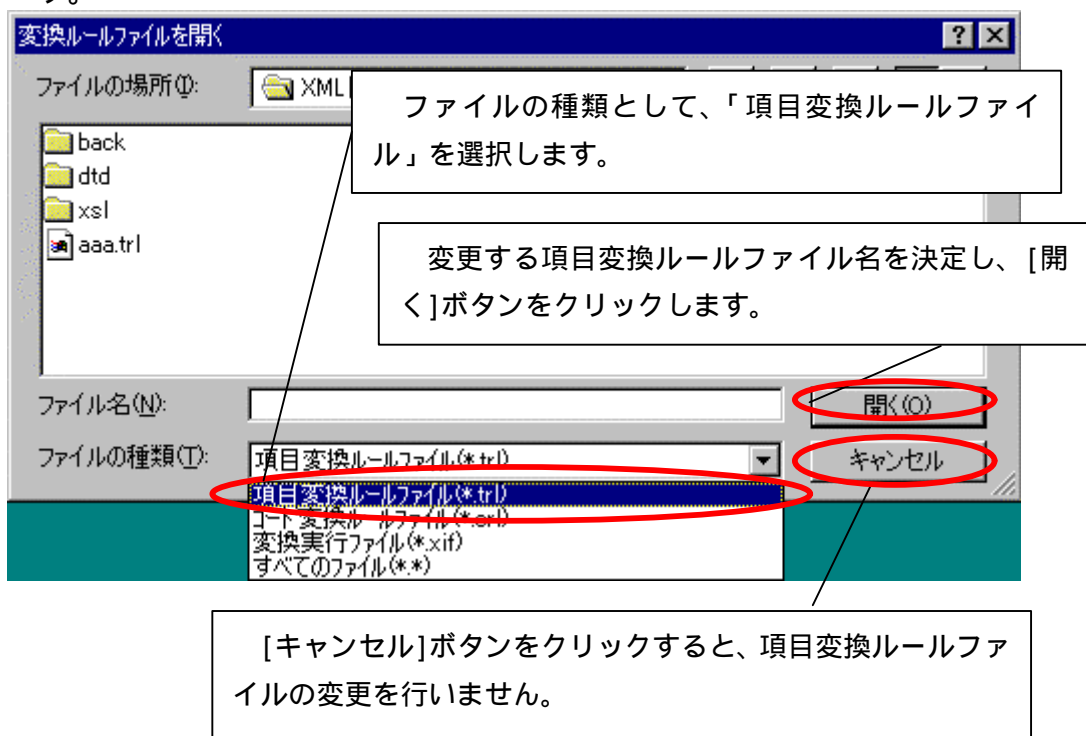 す。
変換ルールファイルを開く
ファイルの場所(I):
XML
ファイルの種類として、「項目変換ルールファイ
ル」を選択します。
back
dtd
xsl
aaa.trl
変更する項目変換ルールファイル名を決定し、[開
く]ボタンをクリックします。
ファイル名(N):
開く(O)
ファイルの種類(T):
項目変換ルールファイル(*.trl)
キャンセル
項目変換ルールファイル(*.trl)
コード変換ルールファイル(*.crl)
変換実行ファイル(*.xif)
すべてのファイル(*.*)
[キャンセル]ボタンをクリックすると、項目変換ルールファ
イルの変更を行いません。